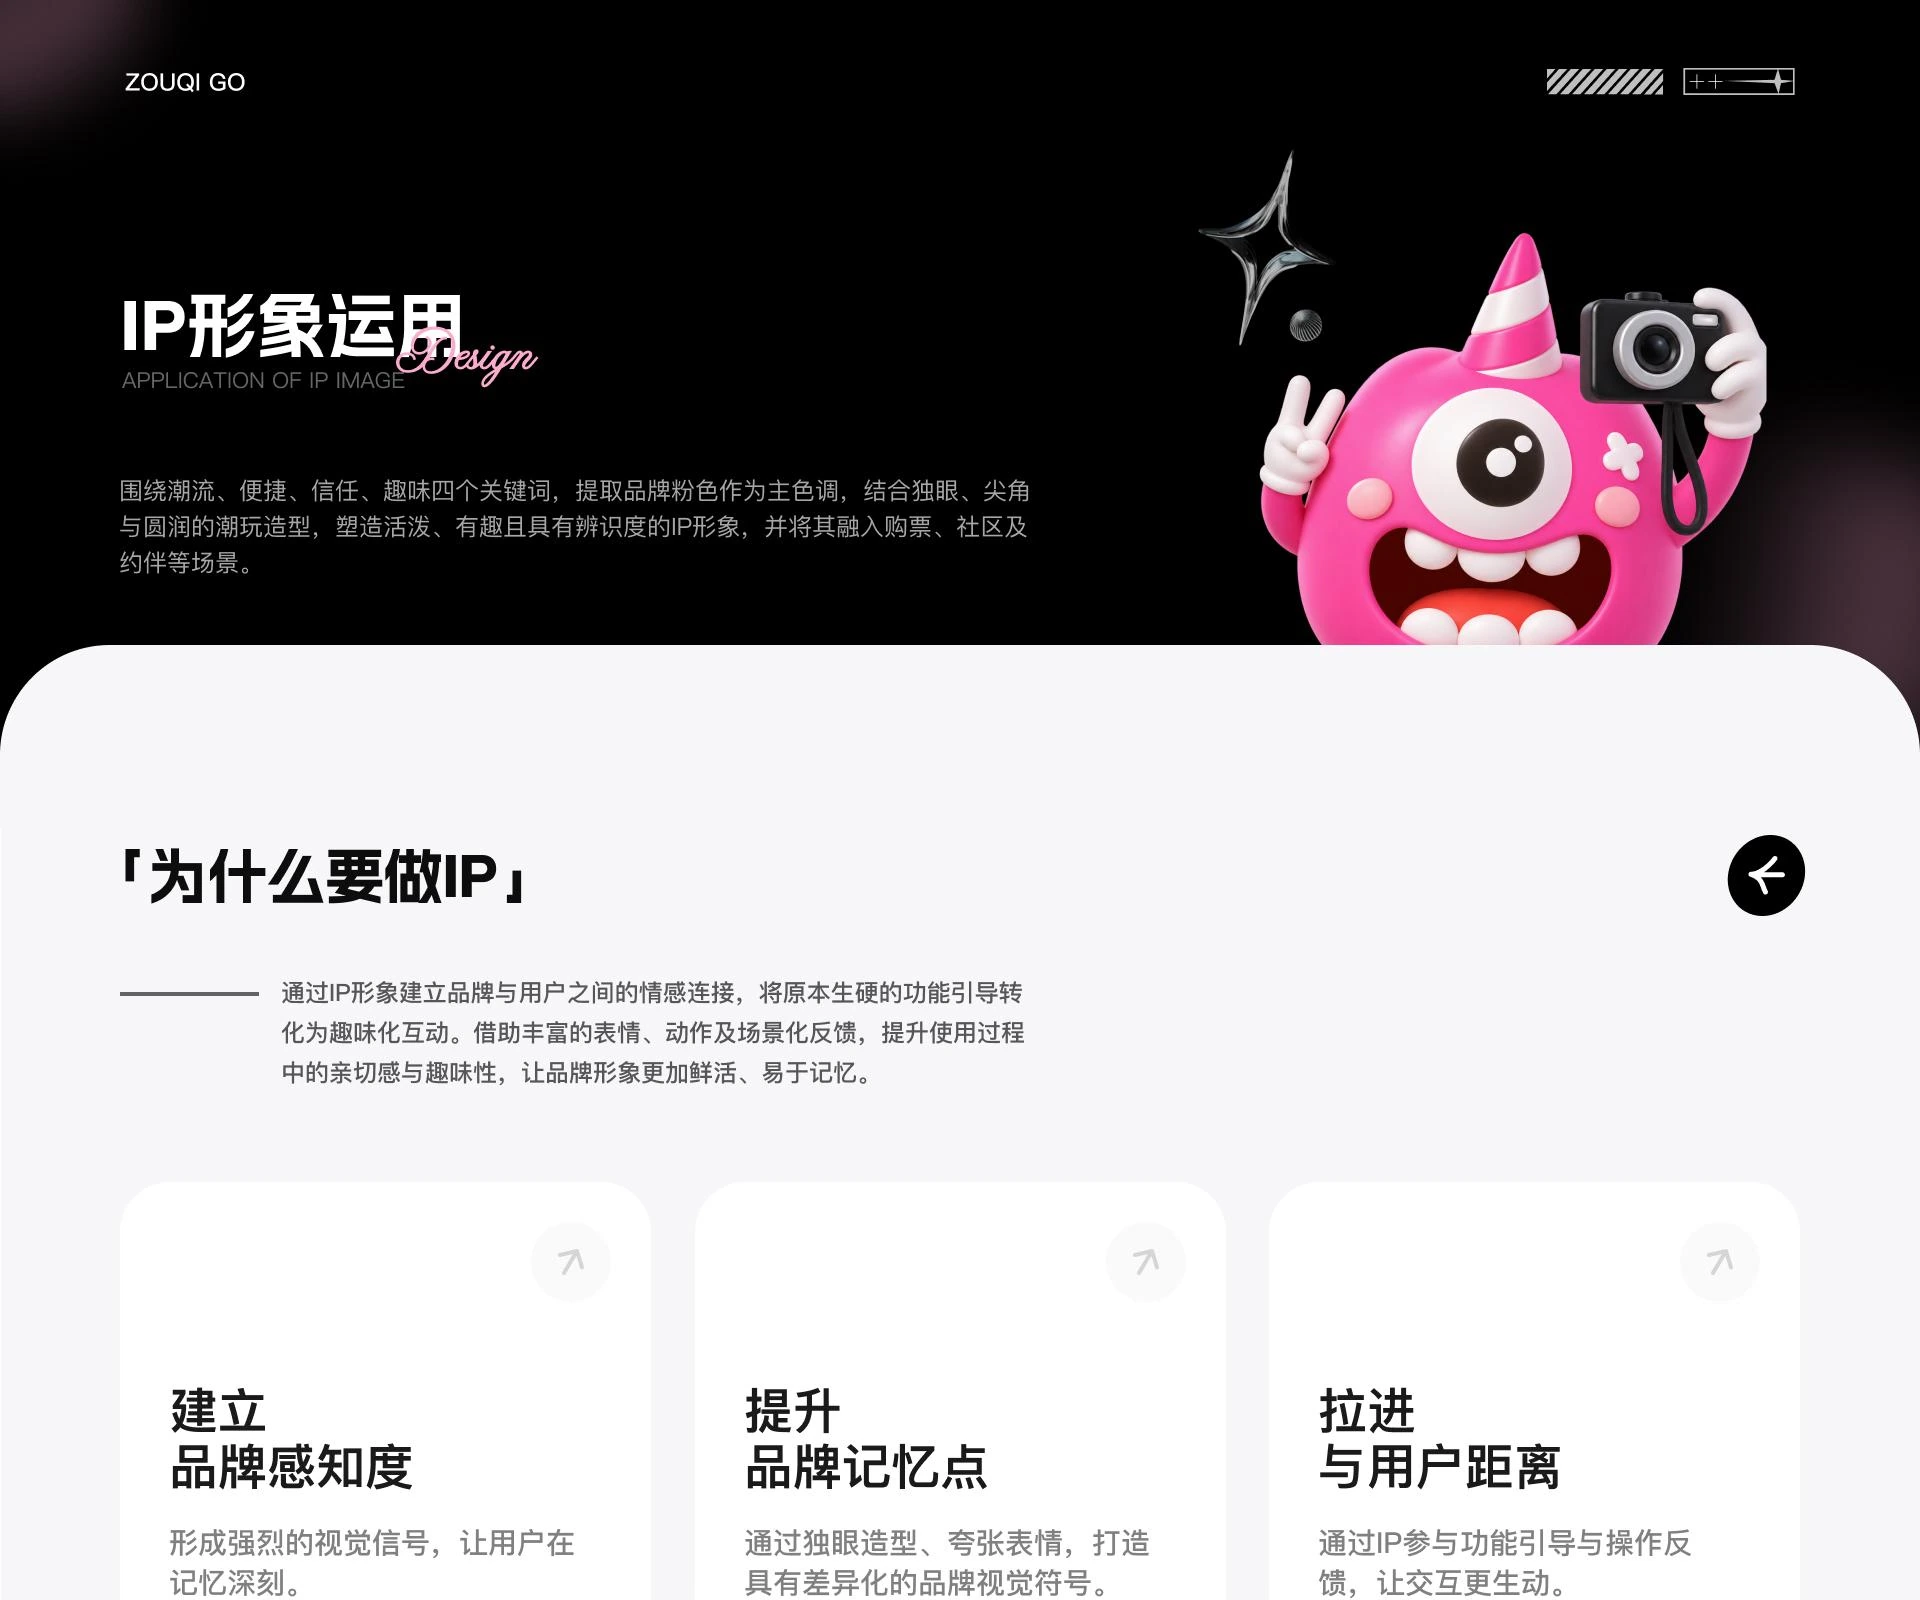 ZOUQI GO
IP形象运用
Design
APPLICATION OF IP IMAGE
围绕潮流、便捷、信任、趣味四个关键词，提取品牌粉色作为主色调，结合独眼、尖角
与圆润的潮玩造型，塑造活泼、有趣且具有辨识度的IP形象，并将其融入购票、社区及
约伴等场景。
「为什么要做IP」
通过IP形象建立品牌与用户之间的情感连接，将原本生硬的功能引导转
化为趣味化互动。借助丰富的表情、动作及场景化反馈，提升使用过程
中的亲切感与趣味性，让品牌形象更加鲜活、易于记忆。
建立
品牌感知度
形成强烈的视觉信号，让用户在
记忆深刻。
提升
品牌记忆点
通过独眼造型、夸张表情，打造
具有差异化的品牌视觉符号。
拉进
与用户距离
通过IP参与功能引导与操作反
馈，让交互更生动。